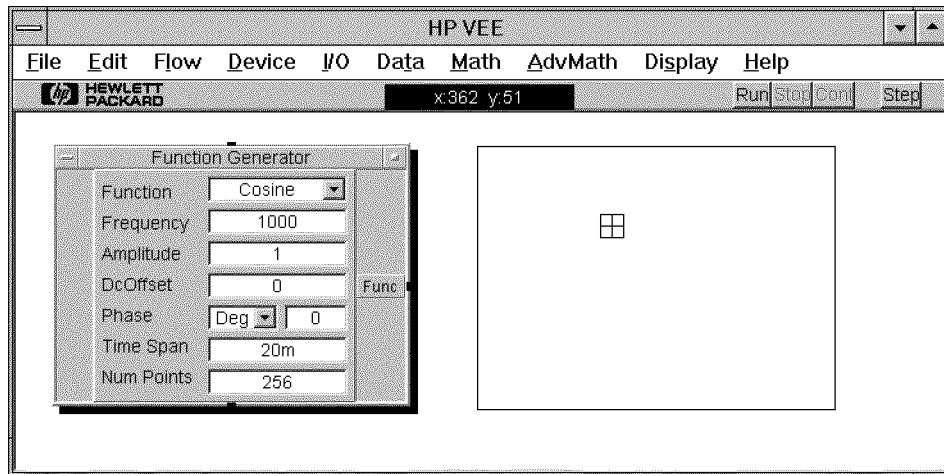 HP VEE
File Edit Flow Device I/O Data Math AdvMath Display Help
hp HEWLETT PACKARD x:362 y:51 Run Stop Cont Step
Function Generator
Function Cosine
Frequency 1000
Amplitude 1
DcOffset 0
Func
Phase Deg 0
Time Span 20m
Num Points 256